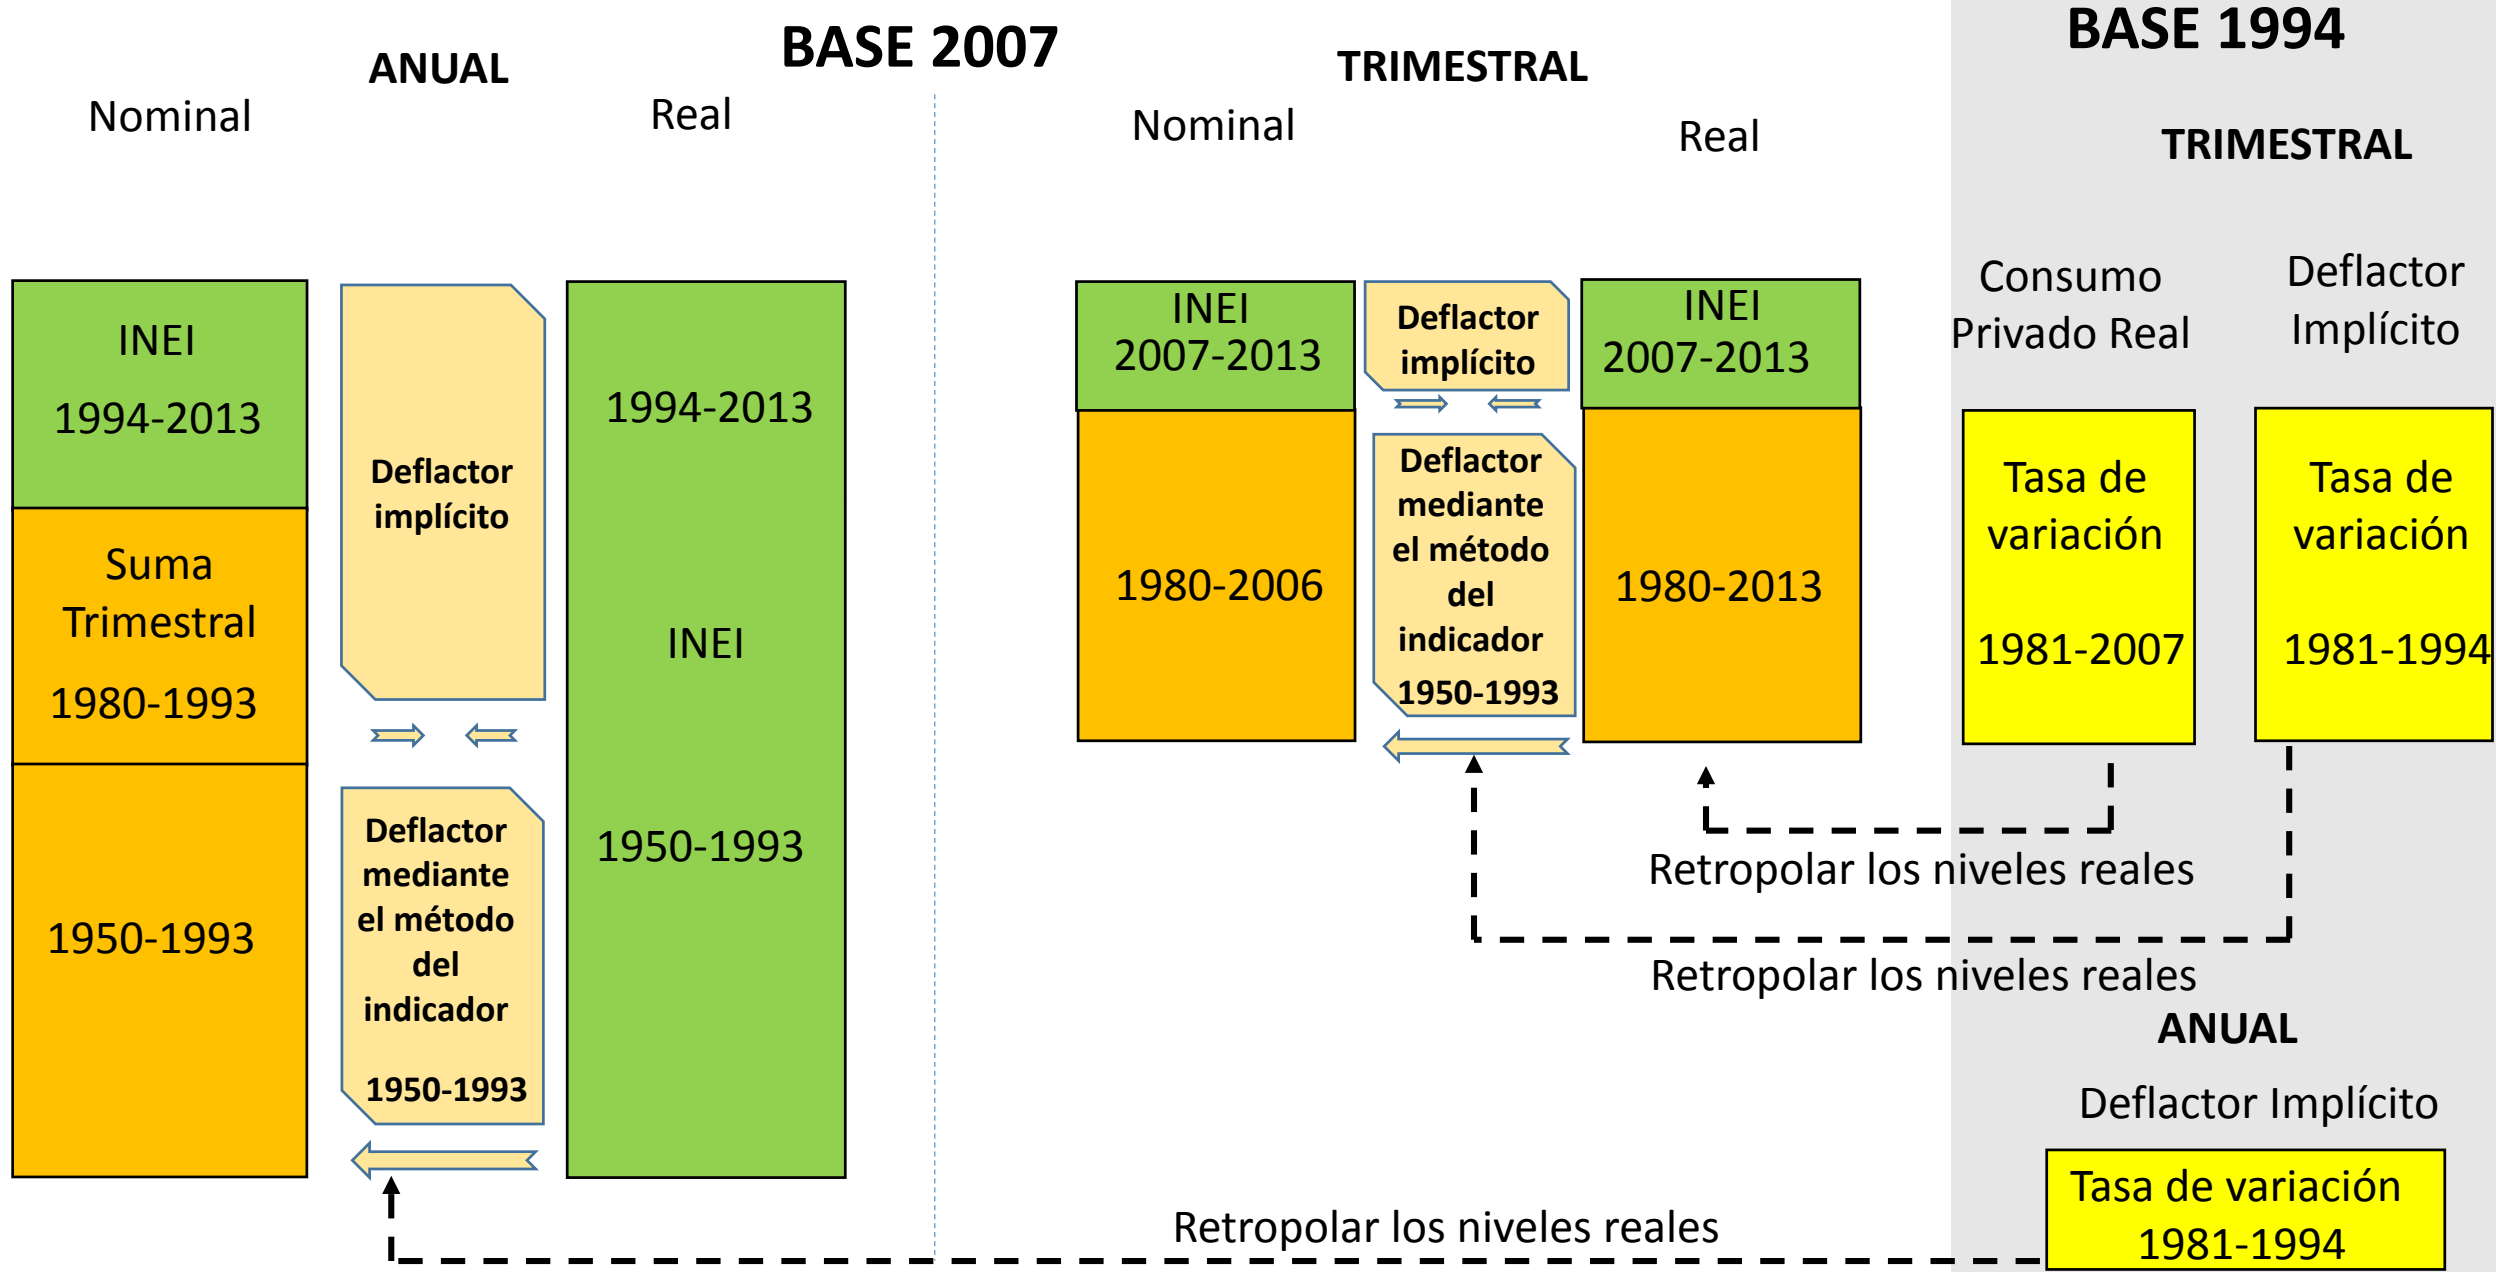 BASE 2007
ANUAL
Nominal
Real
INEI
1994-2013
Suma
Trimestral
1980-1993
1950-1993
Deflactor
implícito
Deflactor
mediante
el método
del
indicador
1950-1993
1994-2013
INEI
1950-1993
TRIMESTRAL
Nominal
Real
INEI
2007-2013
1980-2006
Deflactor
implícito
Deflactor
mediante
el método
del
indicador
1950-1993
INEI
2007-2013
1980-2013
BASE 1994
TRIMESTRAL
Consumo
Privado Real
Tasa de
variación
1981-2007
Deflactor
Implícito
Tasa de
variación
1981-1994
Retropolar los niveles reales
Retropolar los niveles reales
ANUAL
Deflactor Implícito
Tasa de variación
1981-1994
Retropolar los niveles reales